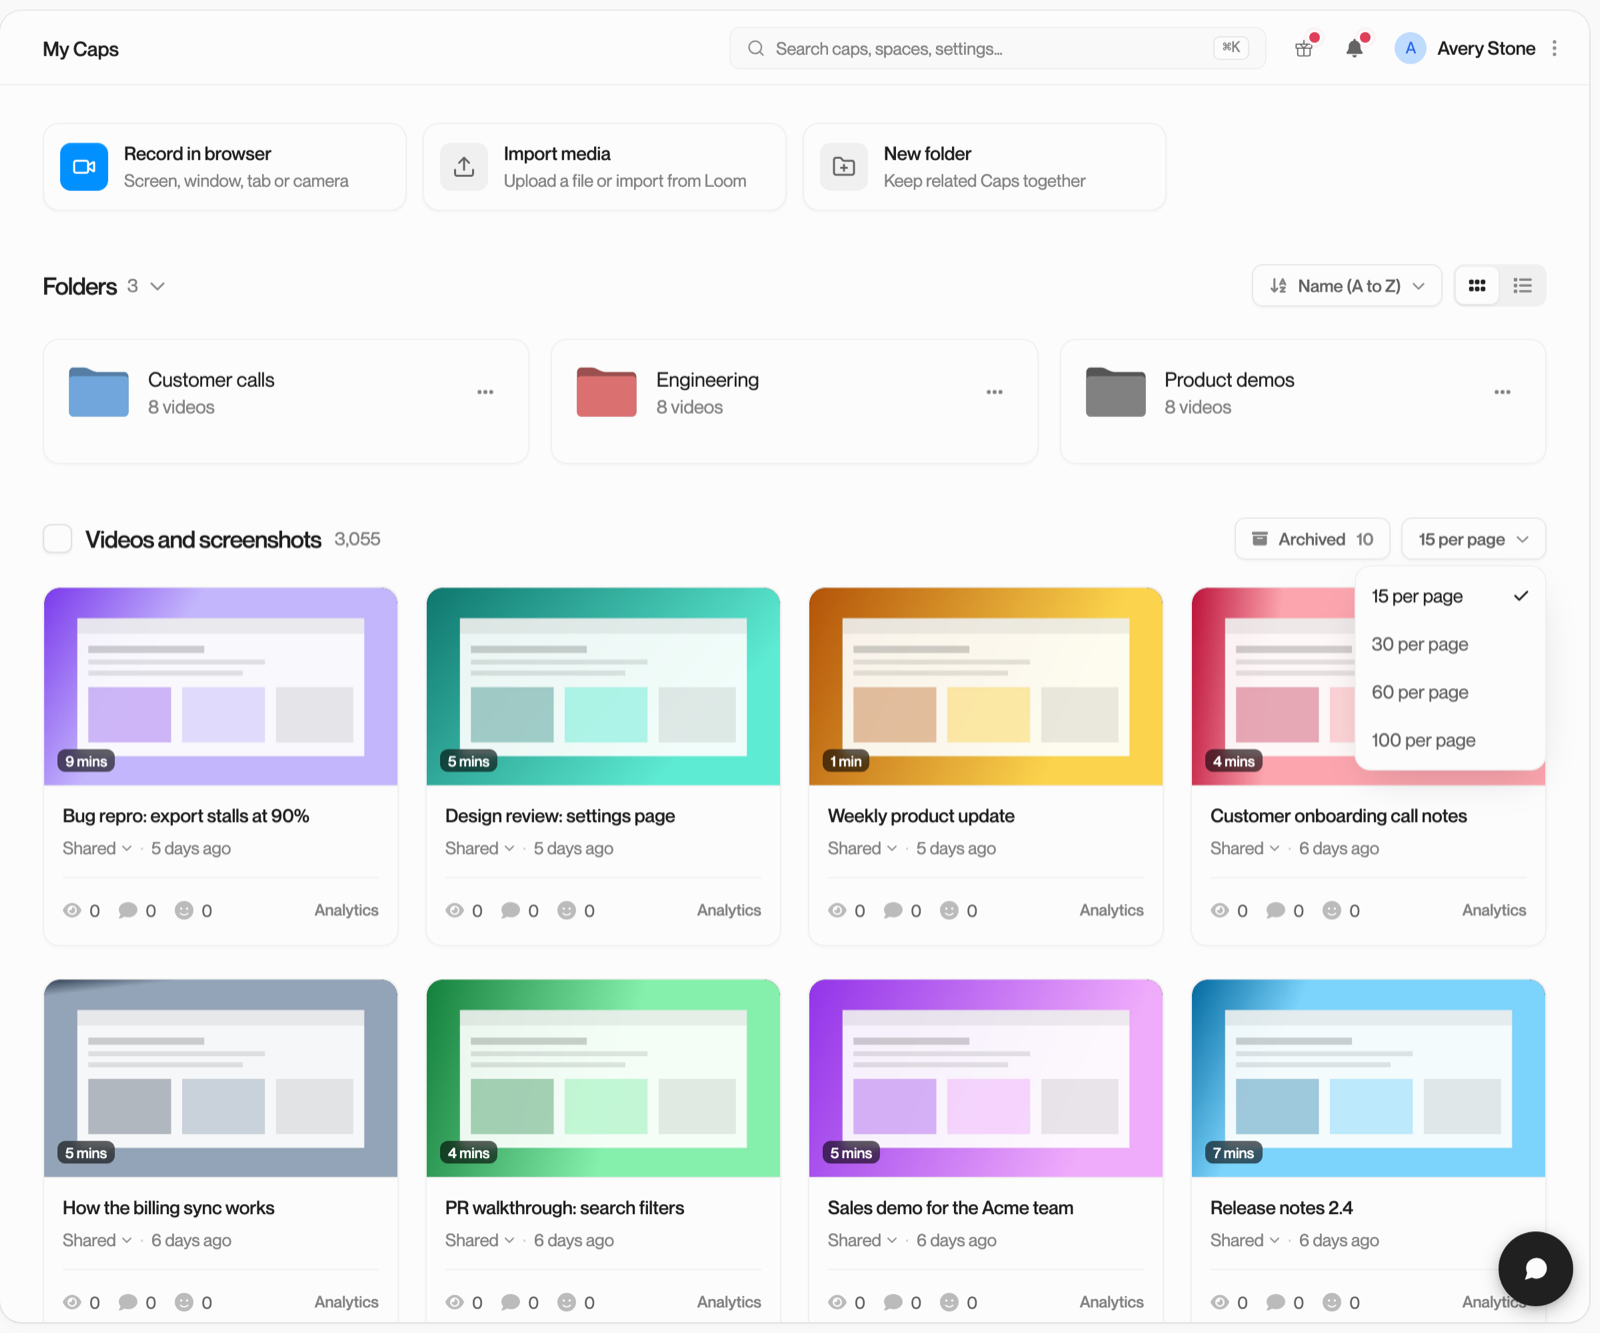 My Caps
Search caps, spaces, settings...
⌘K
A
Avery Stone
Record in browser
Screen, window, tab or camera
Import media
Upload a file or import from Loom
New folder
Keep related Caps together
Folders 3
Name (A to Z)
Customer calls
8 videos
Engineering
8 videos
Product demos
8 videos
Videos and screenshots 3,055
Archived 10
15 per page
15 per page
30 per page
60 per page
100 per page
9 mins
5 mins
1 min
4 mins
Bug repro: export stalls at 90%
Shared · 5 days ago
0 0 0 Analytics
Design review: settings page
Shared · 5 days ago
0 0 0 Analytics
Weekly product update
Shared · 5 days ago
0 0 0 Analytics
Customer onboarding call notes
Shared · 6 days ago
0 0 0 Analytics
5 mins
4 mins
5 mins
7 mins
How the billing sync works
Shared · 6 days ago
0 0 0 Analytics
PR walkthrough: search filters
Shared · 6 days ago
0 0 0 Analytics
Sales demo for the Acme team
Shared · 6 days ago
0 0 0 Analytics
Release notes 2.4
Shared · 6 days ago
0 0 0 Analytics